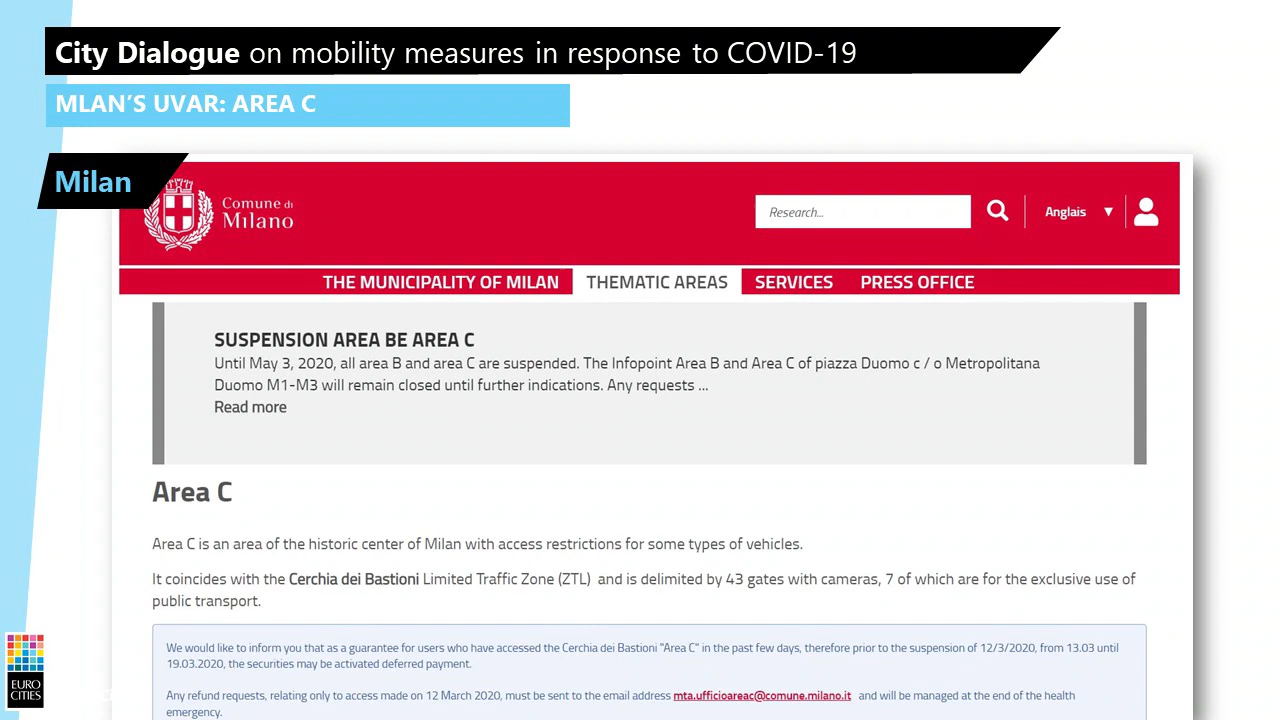 City Dialogue on mobility measures in response to COVID-19
MLAN'S UVAR: AREA C
Milan
Comune di
Milano
Research...
Anglais ▼
THE MUNICIPALITY OF MILAN THEMATIC AREAS SERVICES PRESS OFFICE
SUSPENSION AREA BE AREA C
Until May 3, 2020, all area B and area C are suspended. The Infopoint Area B and Area C of piazza Duomo c / o Metropolitana
Duomo M1-M3 will remain closed until further indications. Any requests ...
Read more
Area C
Area C is an area of the historic center of Milan with access restrictions for some types of vehicles.
It coincides with the Cerchia dei Bastioni Limited Traffic Zone (ZTL) and is delimited by 43 gates with cameras, 7 of which are for the exclusive use of
public transport.
We would like to inform you that as a guarantee for users who have accessed the Cerchia dei Bastioni "Area C" in the past few days, therefore prior to the suspension of 12/3/2020, from 13.03 until
19.03.2020, the securities may be activated deferred payment.
Any refund requests, relating only to access made on 12 March 2020, must be sent to the email address mta.ufficioareac@comune.milano.it and will be managed at the end of the health
emergency.
EURO
CITIES